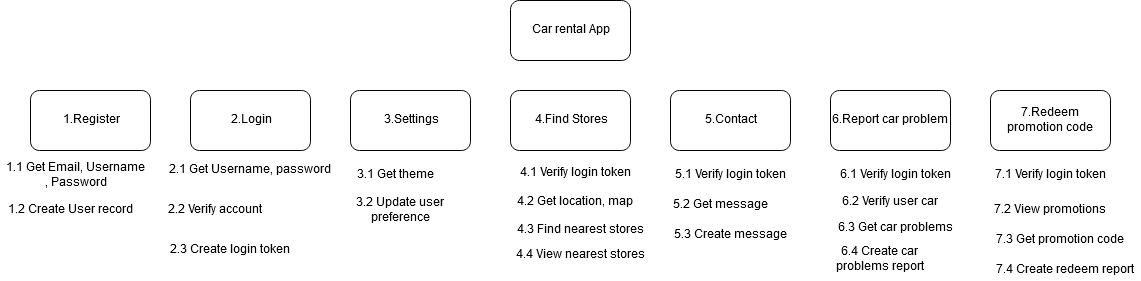 Car rental App
1.Register
2.Login
3.Settings
4.Find Stores
5.Contact
6.Report car problem
7.Redeem
promotion code
1.1 Get Email, Username
, Password
1.2 Create User record
2.1 Get Username, password
2.2 Verify account
2.3 Create login token
3.1 Get theme
3.2 Update user
preference
4.1 Verify login token
4.2 Get location, map
4.3 Find nearest stores
4.4 View nearest stores
5.1 Verify login token
5.2 Get message
5.3 Create message
6.1 Verify login token
6.2 Verify user car
6.3 Get car problems
6.4 Create car
problems report
7.1 Verify login token
7.2 View promotions
7.3 Get promotion code
7.4 Create redeem report